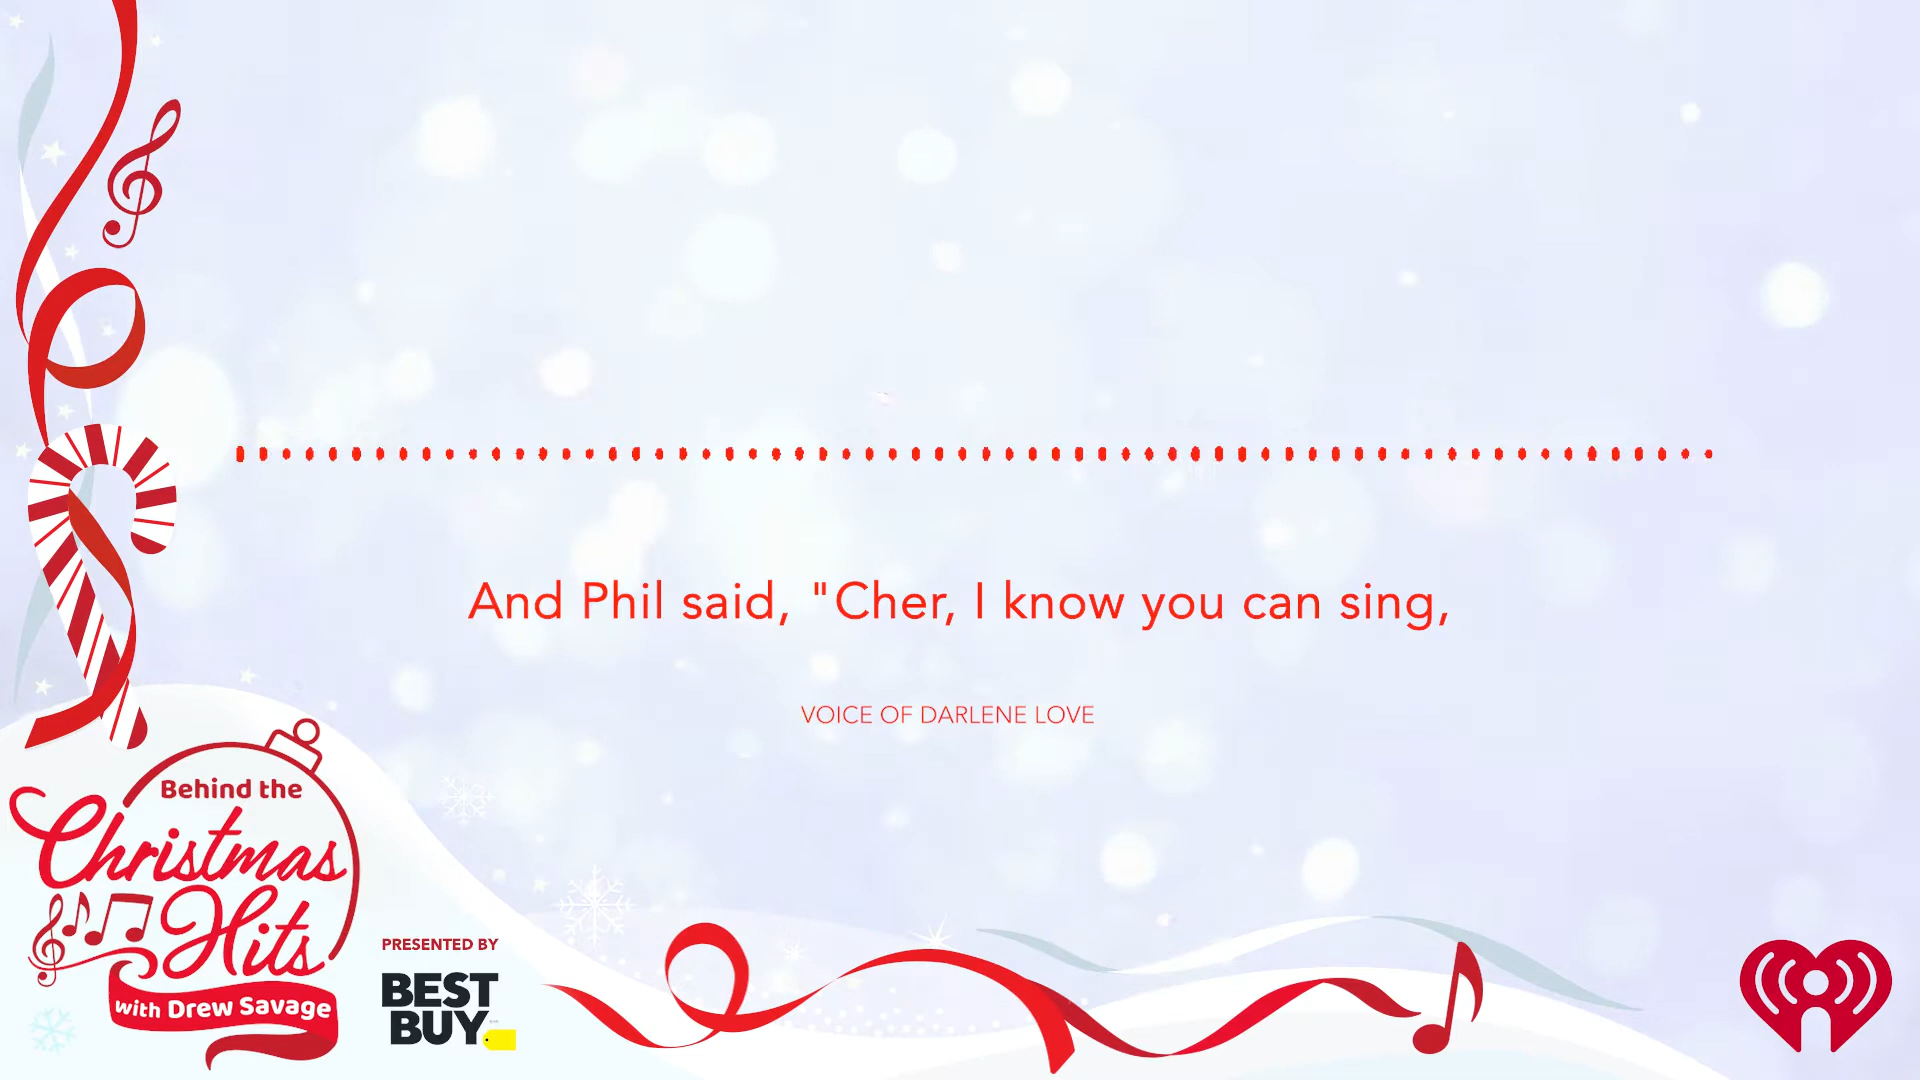 And Phil said, "Cher, I know you can sing,
VOICE OF DARLENE LOVE
Behind the
Christmas
Hits
with Drew Savage
PRESENTED BY
BEST
BUY